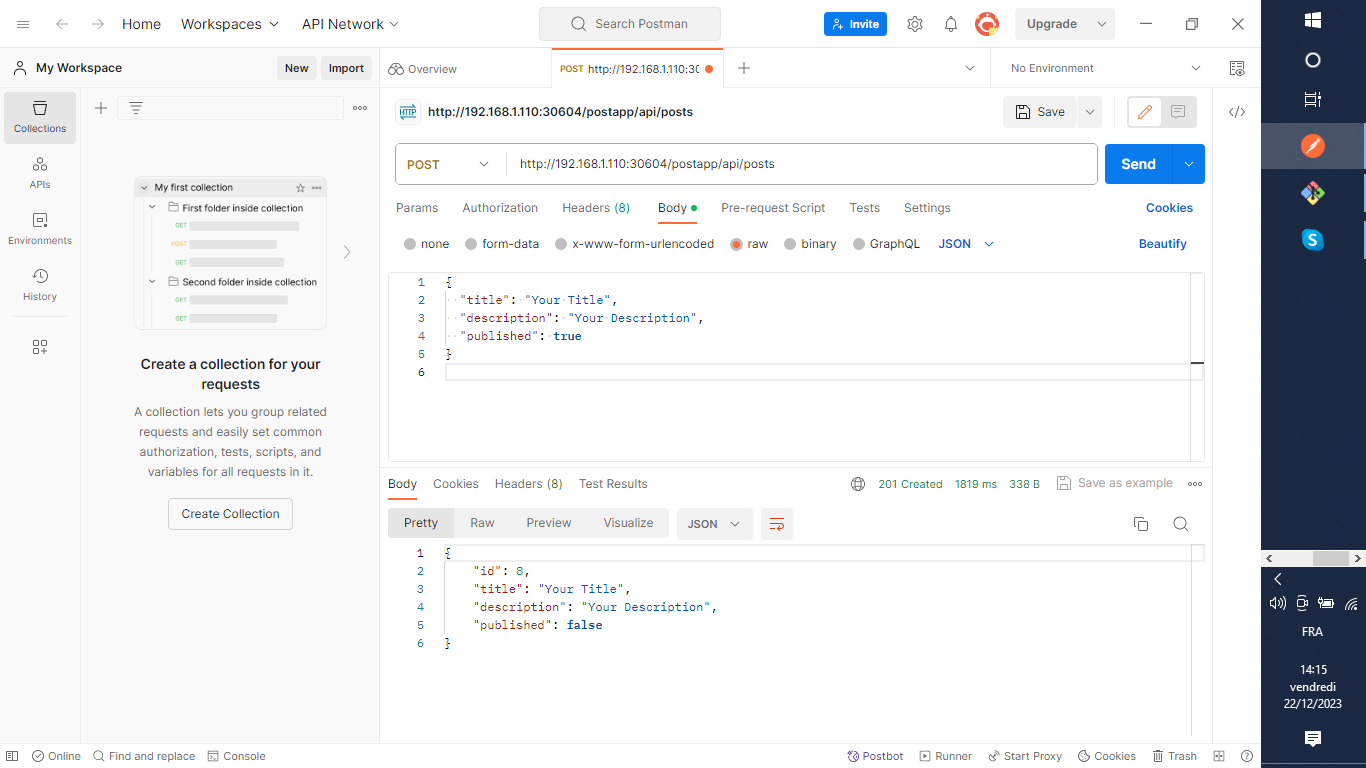 Home Workspaces API Network Search Postman Invite Upgrade
My Workspace New Import Overview POST http://192.168.1.110:30 No Environment
Collections
APIs
Environments
History
My first collection
First folder inside collection
GET
POST
GET
Second folder inside collection
GET
GET
Create a collection for your
requests
A collection lets you group related
requests and easily set common
authorization, tests, scripts, and
variables for all requests in it.
Create Collection
HTTP http://192.168.1.110:30604/postapp/api/posts Save
POST http://192.168.1.110:30604/postapp/api/posts Send
Params Authorization Headers (8) Body Pre-request Script Tests Settings Cookies
none form-data x-www-form-urlencoded raw binary GraphQL JSON Beautify
1 {
2 "title": "Your Title",
3 "description": "Your Description",
4 "published": true
5 }
6
Body Cookies Headers (8) Test Results 201 Created 1819 ms 338 B Save as example
Pretty Raw Preview Visualize JSON
1 {
2 "id": 8,
3 "title": "Your Title",
4 "description": "Your Description",
5 "published": false
6 }
Online Find and replace Console Postbot Runner Start Proxy Cookies Trash
FRA
14:15
vendredi
22/12/2023